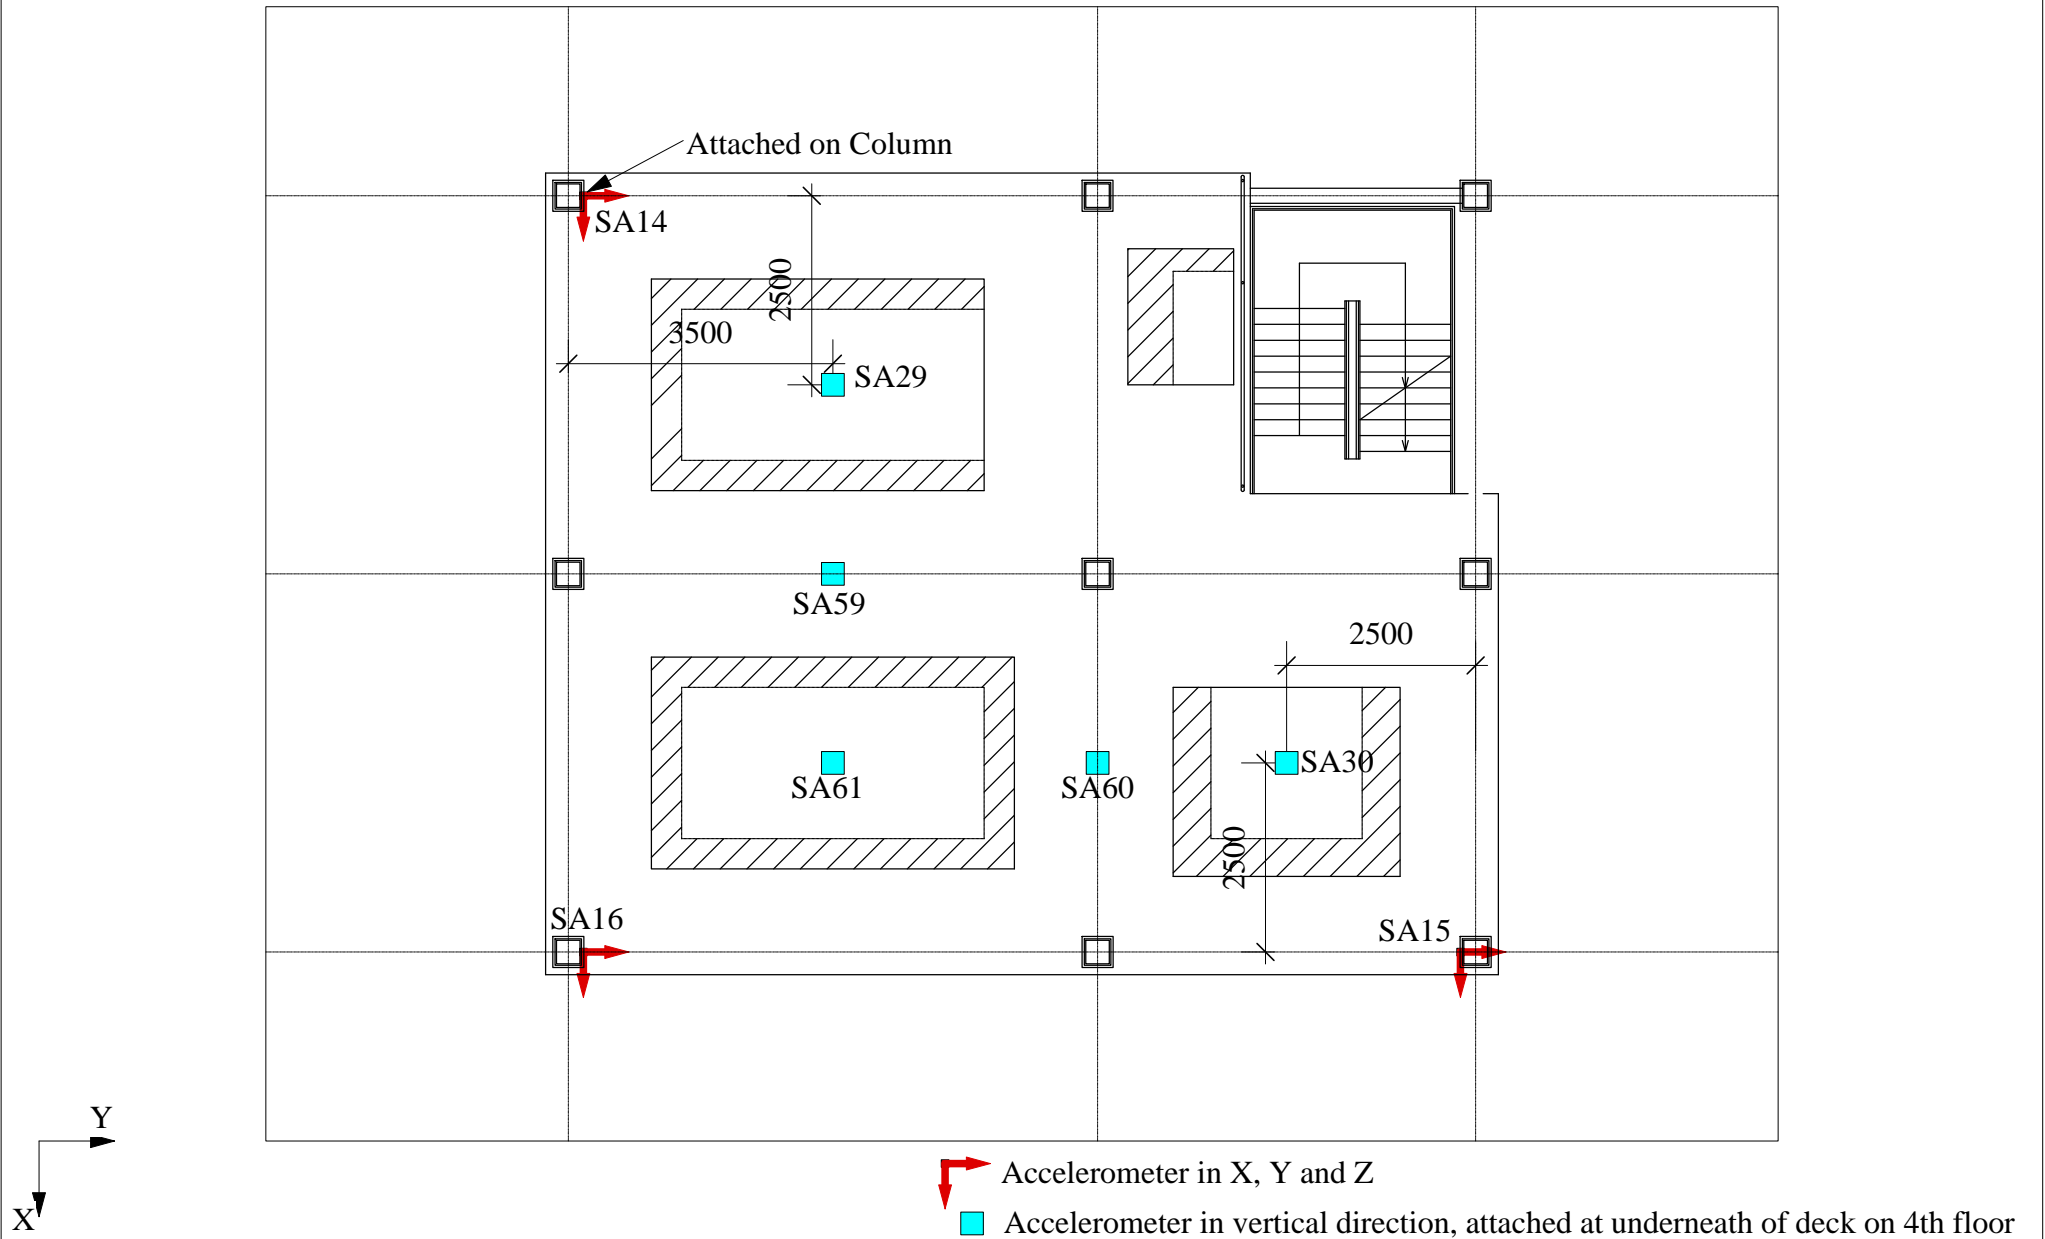 Attached on Column
SA14
2500
3500
SA29
SA59
2500
SA30
SA61
SA60
2500
SA16
SA15
Y
X
Accelerometer in X, Y and Z
Accelerometer in vertical direction, attached at underneath of deck on 4th floor